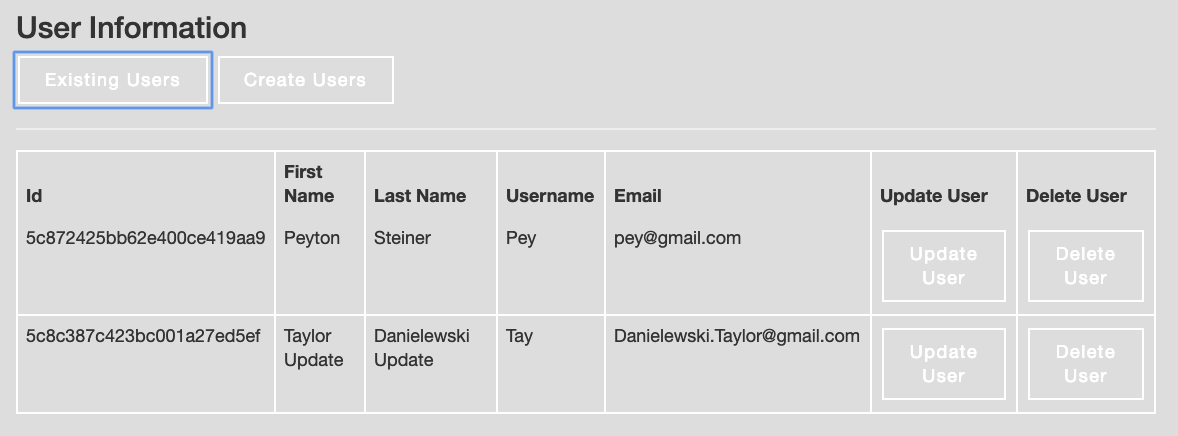 User Information
Existing Users Create Users
Id First Name Last Name Username Email Update User Delete User
5c872425bb62e400ce419aa9 Peyton Steiner Pey pey@gmail.com Update User Delete User
5c8c387c423bc001a27ed5ef Taylor Update Danielewski Update Tay Danielewski.Taylor@gmail.com Update User Delete User